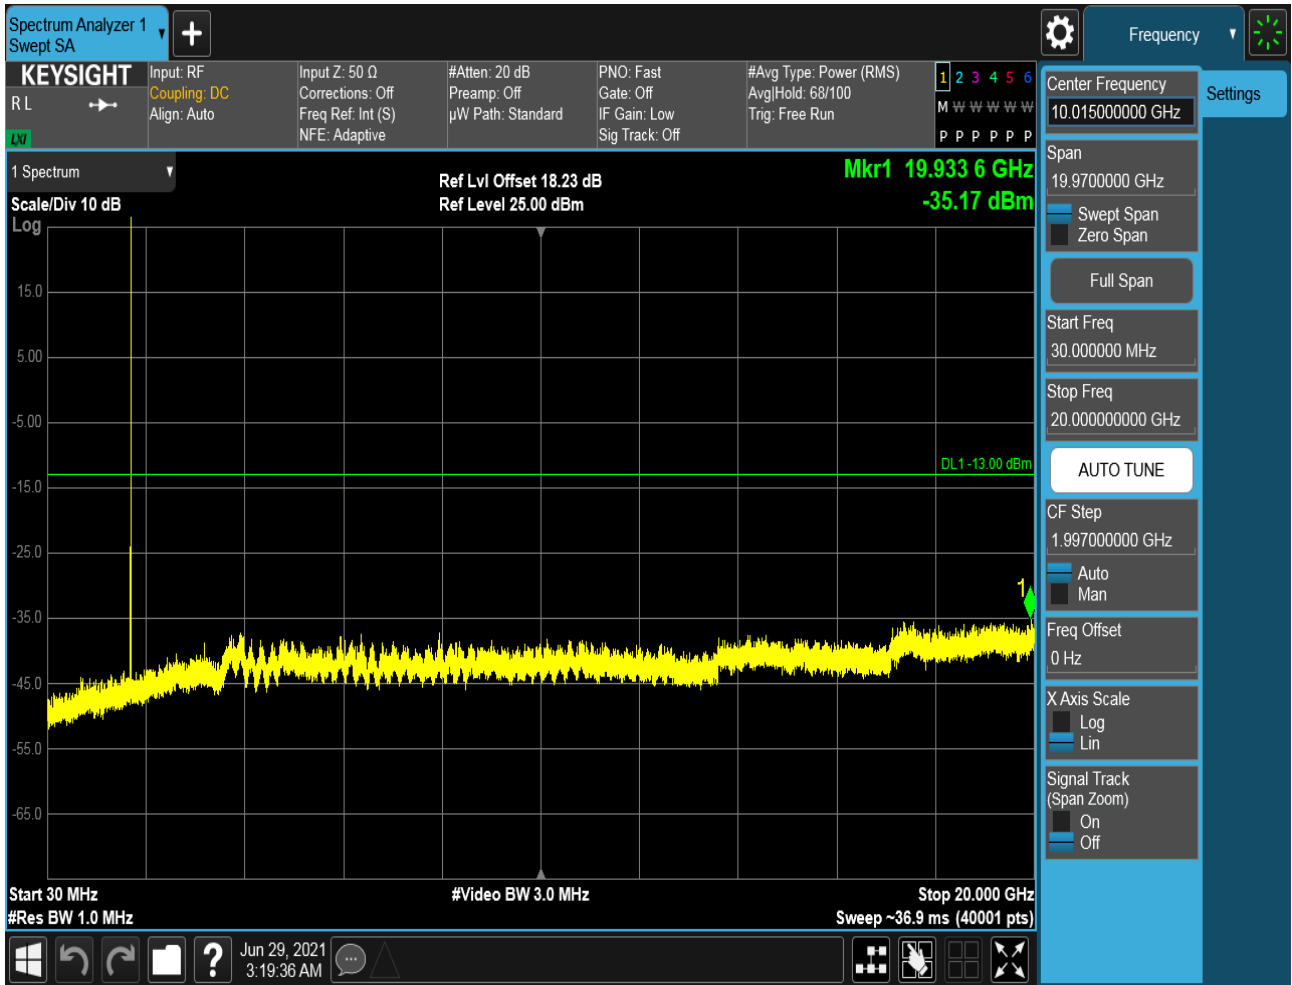 Spectrum Analyzer 1
Swept SA
Frequency
KEYSIGHT
R L
LXI
Input: RF
Coupling: DC
Align: Auto
Input Z: 50 Ω
Corrections: Off
Freq Ref: Int (S)
NFE: Adaptive
#Atten: 20 dB
Preamp: Off
µW Path: Standard
PNO: Fast
Gate: Off
IF Gain: Low
Sig Track: Off
#Avg Type: Power (RMS)
Avg|Hold: 68/100
Trig: Free Run
1 2 3 4 5 6
M W W W W W
P P P P P P
1 Spectrum
Scale/Div 10 dB
Log
Ref Lvl Offset 18.23 dB
Ref Level 25.00 dBm
Mkr1 19.933 6 GHz
-35.17 dBm
15.0
5.00
-5.00
DL1 -13.00 dBm
-15.0
-25.0
1
-35.0
-45.0
-55.0
-65.0
Start 30 MHz
#Res BW 1.0 MHz
#Video BW 3.0 MHz
Stop 20.000 GHz
Sweep ~36.9 ms (40001 pts)
Center Frequency
10.015000000 GHz
Span
19.9700000 GHz
Swept Span
Zero Span
Full Span
Start Freq
30.000000 MHz
Stop Freq
20.000000000 GHz
AUTO TUNE
CF Step
1.997000000 GHz
Auto
Man
Freq Offset
0 Hz
X Axis Scale
Log
Lin
Signal Track
(Span Zoom)
On
Off
Settings
?
Jun 29, 2021
3:19:36 AM